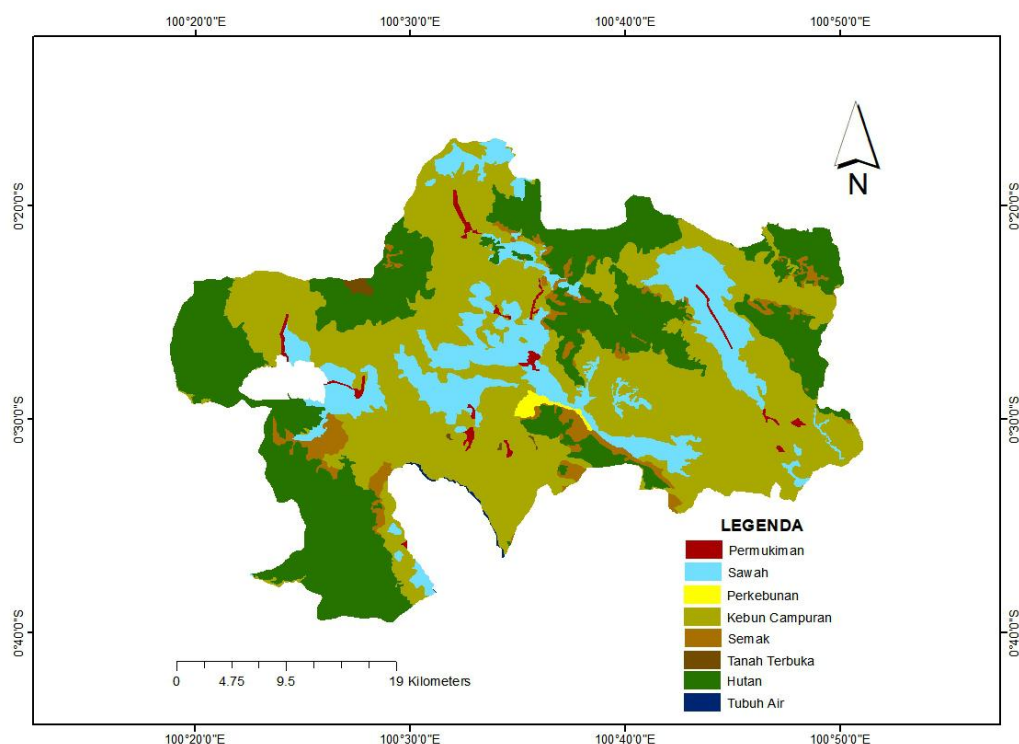 100°20'0"E 100°30'0"E 100°40'0"E 100°50'0"E
N
0°20'0"S 0°20'0"S
0°30'0"S 0°30'0"S
LEGENDA
Permukiman
Sawah
Perkebunan
Kebun Campuran
Semak
Tanah Terbuka
Hutan
Tubuh Air
0°40'0"S 0°40'0"S
0 4.75 9.5 19 Kilometers
100°20'0"E 100°30'0"E 100°40'0"E 100°50'0"E